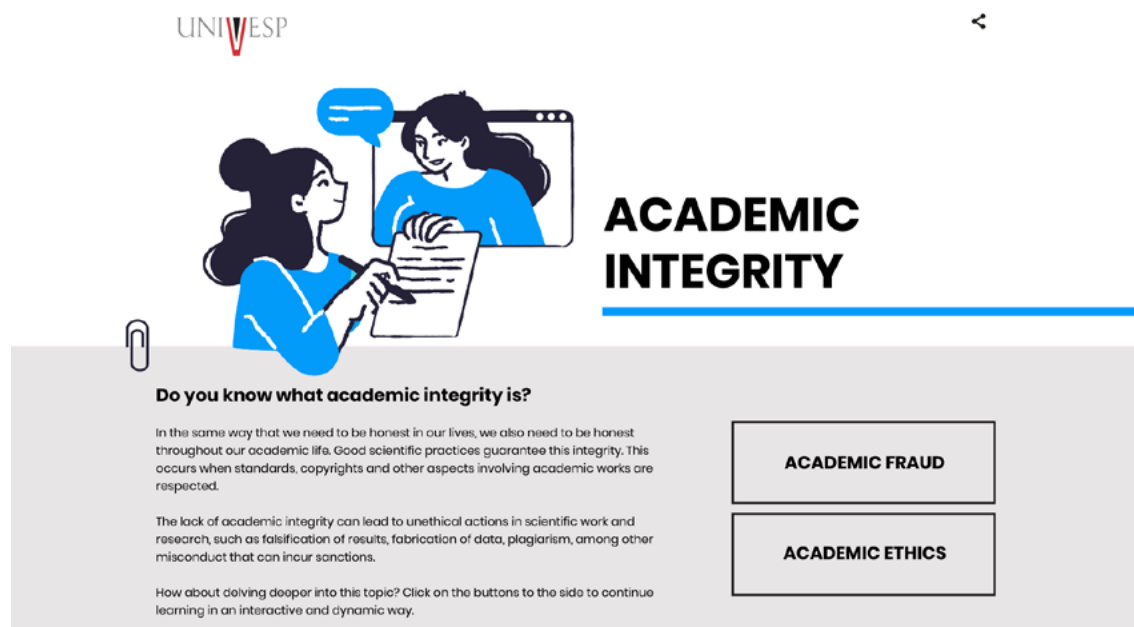 UNIVESP
ACADEMIC
INTEGRITY
Do you know what academic integrity is?
In the same way that we need to be honest in our lives, we also need to be honest
throughout our academic life. Good scientific practices guarantee this integrity. This
occurs when standards, copyrights and other aspects involving academic works are
respected.
The lack of academic integrity can lead to unethical actions in scientific work and
research, such as falsification of results, fabrication of data, plagiarism, among other
misconduct that can incur sanctions.
How about delving deeper into this topic? Click on the buttons to the side to continue
learning in an interactive and dynamic way.
ACADEMIC FRAUD
ACADEMIC ETHICS